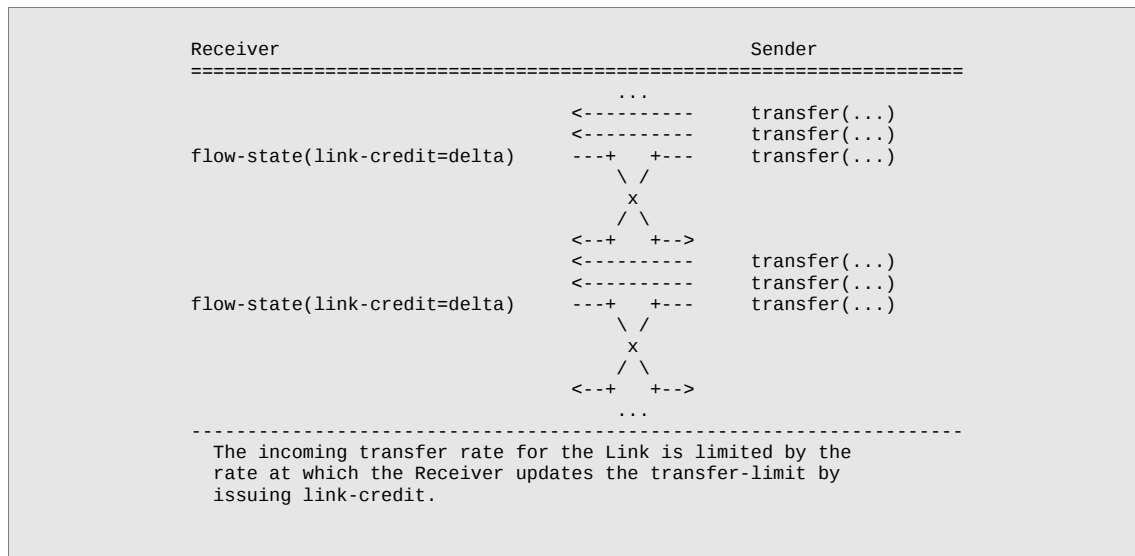 Receiver                                                  Sender
=====================================================================
                                      ...
                                  <----------     transfer(...)
                                  <----------     transfer(...)
flow-state(link-credit=delta)     ---+   +---     transfer(...)
                                      \ /
                                       x
                                      / \
                                  <--+   +-->
                                  <----------     transfer(...)
                                  <----------     transfer(...)
flow-state(link-credit=delta)     ---+   +---     transfer(...)
                                      \ /
                                       x
                                      / \
                                  <--+   +-->
                                      ...
---------------------------------------------------------------------
  The incoming transfer rate for the Link is limited by the
  rate at which the Receiver updates the transfer-limit by
  issuing link-credit.